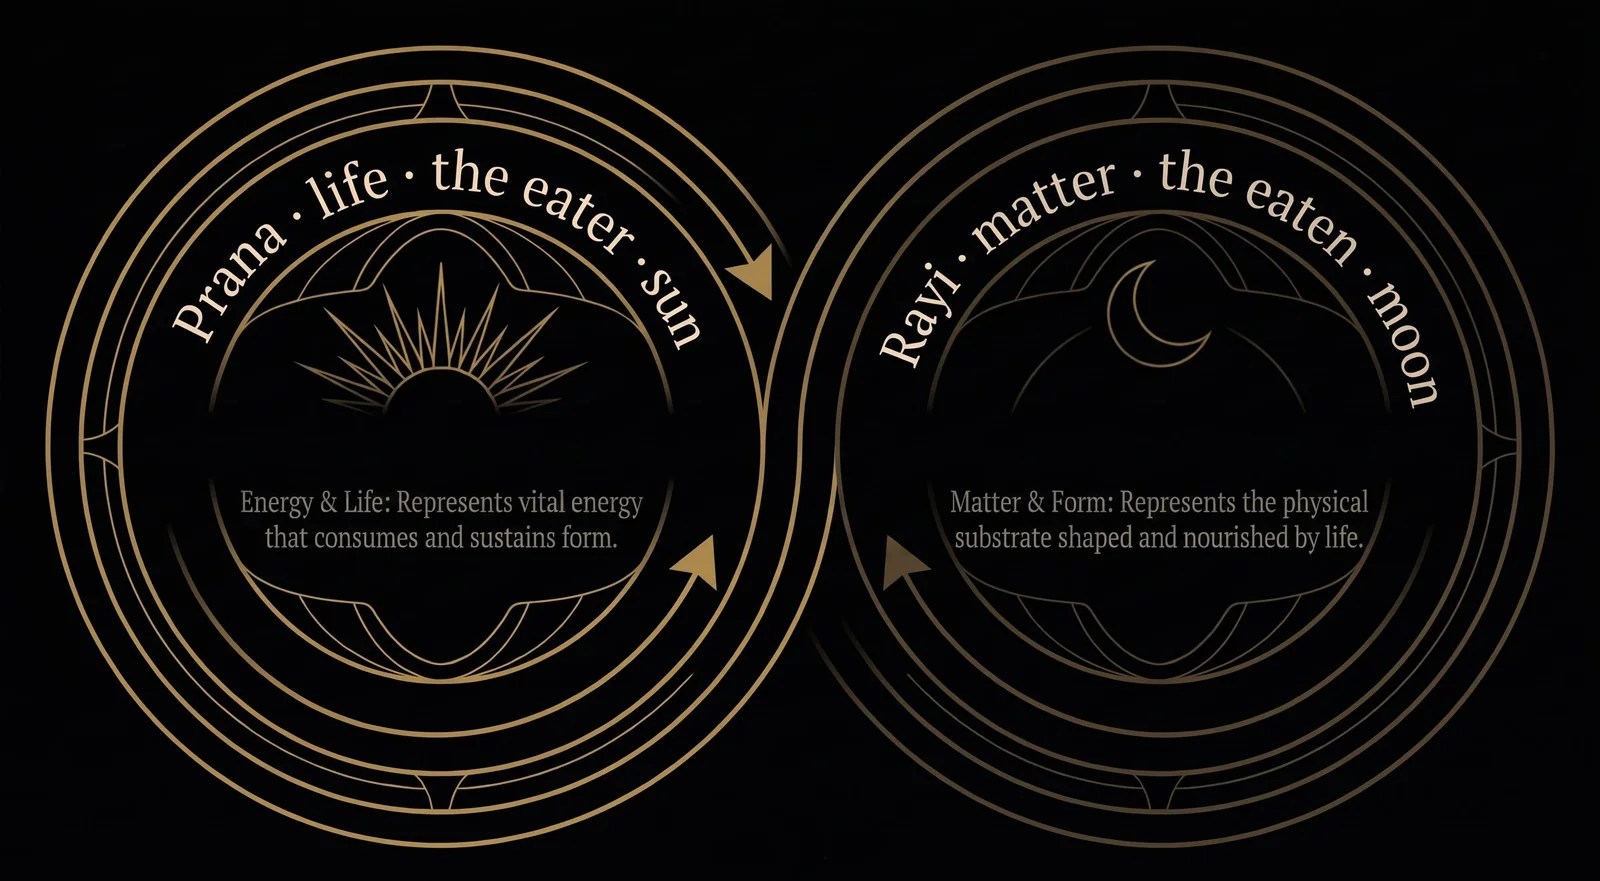 Prana · life · the eater · sun
Energy & Life: Represents vital energy
that consumes and sustains form.
Rayi · matter · the eaten · moon
Matter & Form: Represents the physical
substrate shaped and nourished by life.